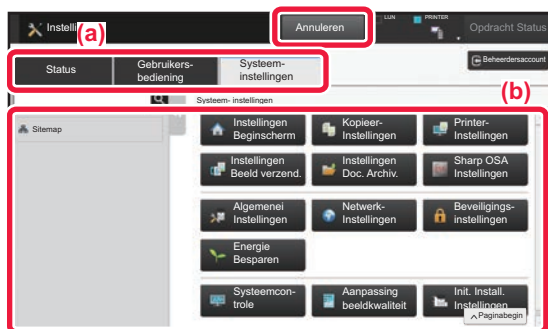 Instelli
Annuleren
LIJN
PRINTER
Opdracht Status
(a)
Status
Gebruikers-
bediening
Systeem-
instellingen
Beheerdersaccount
(b)
Systeem- instellingen
Sitemap
Instellingen
Beginscherm
Kopieer-
Instellingen
Printer-
Instellingen
Instellingen
Beeld verzend.
Instellingen
Doc. Archiv.
Sharp OSA
Instellingen
Algemenei
Instellingen
Netwerk-
Instellingen
Beveiligings-
instellingen
Energie
Besparen
Systeemcon-
trole
Aanpassing
beeldkwaliteit
Init. Install.
Instellingen
Paginabegin